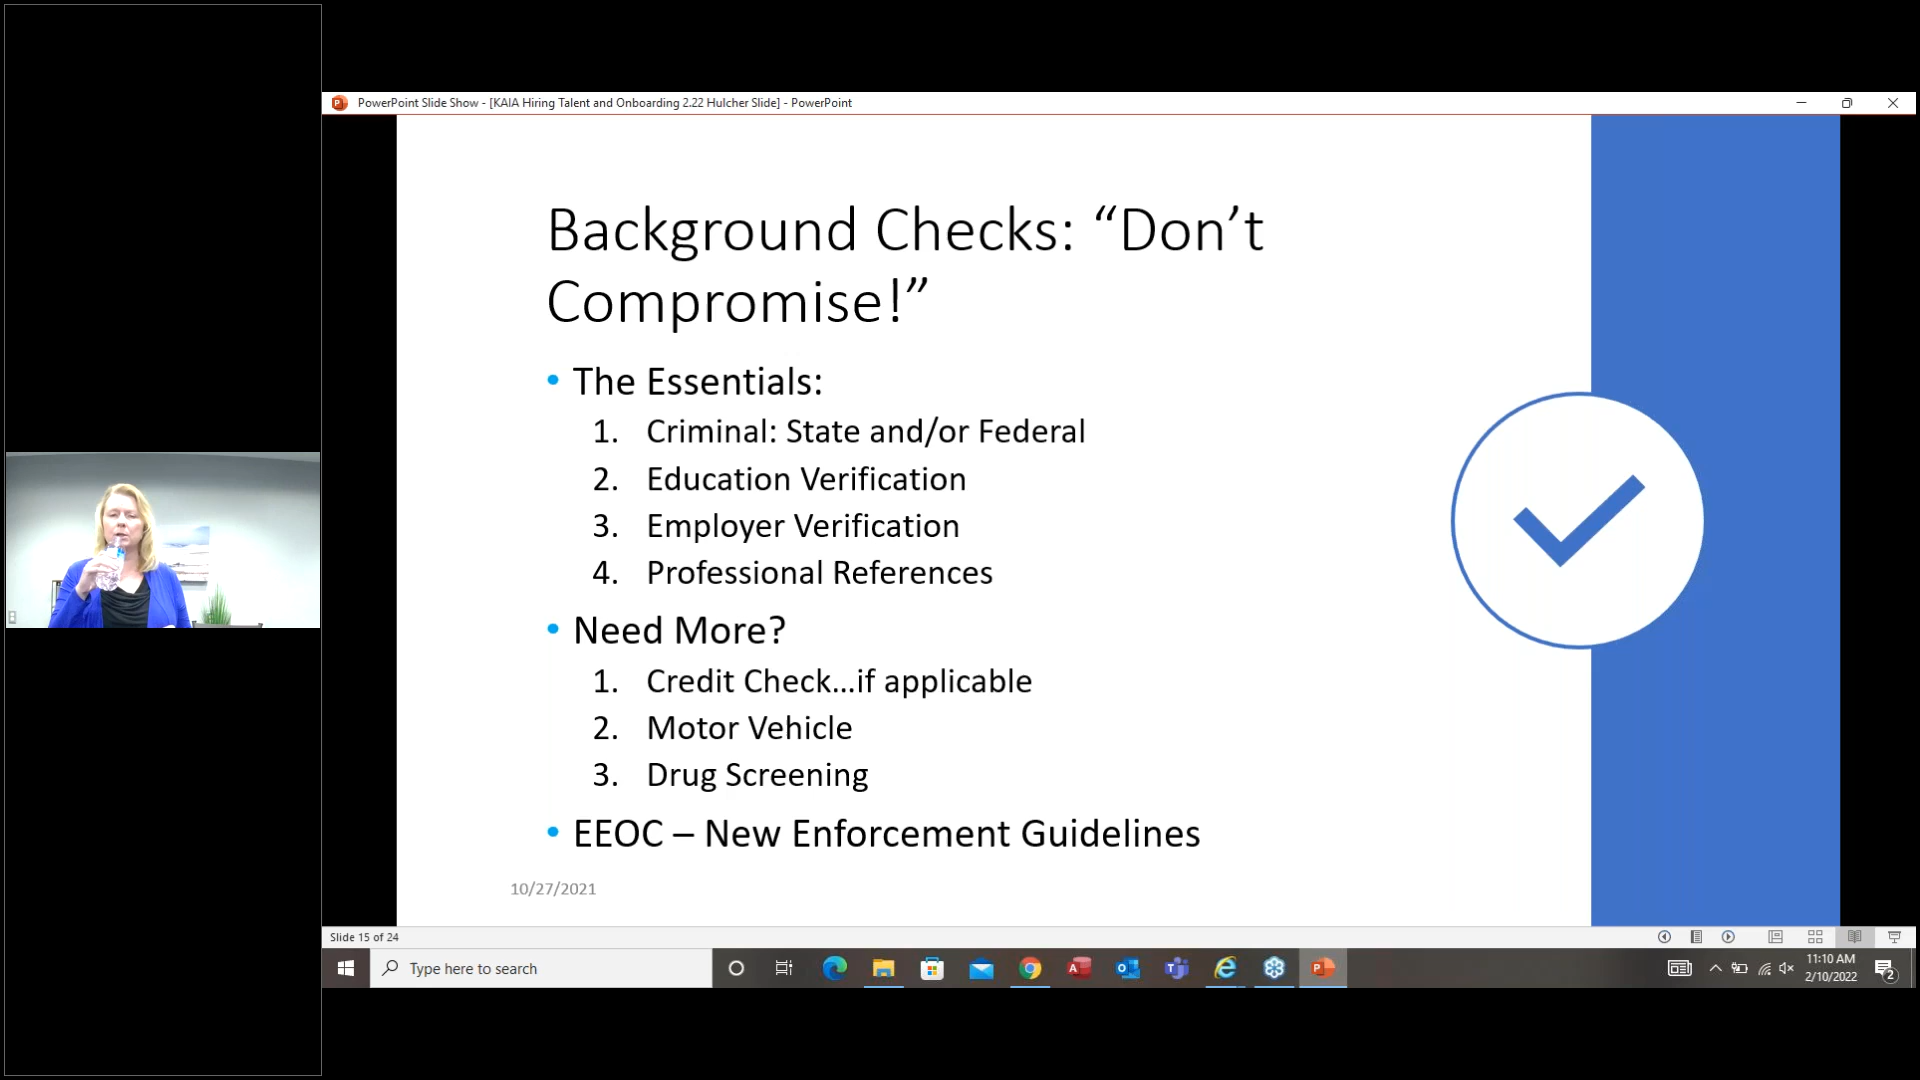 PowerPoint Slide Show - [KAIA Hiring Talent and Onboarding 2.22 Hulcher Slide] - PowerPoint
Background Checks: “Don’t
Compromise!”
• The Essentials:
1. Criminal: State and/or Federal
2. Education Verification
3. Employer Verification
4. Professional References
• Need More?
1. Credit Check...if applicable
2. Motor Vehicle
3. Drug Screening
• EEOC – New Enforcement Guidelines
10/27/2021
Slide 15 of 24
Type here to search
11:10 AM
2/10/2022
2